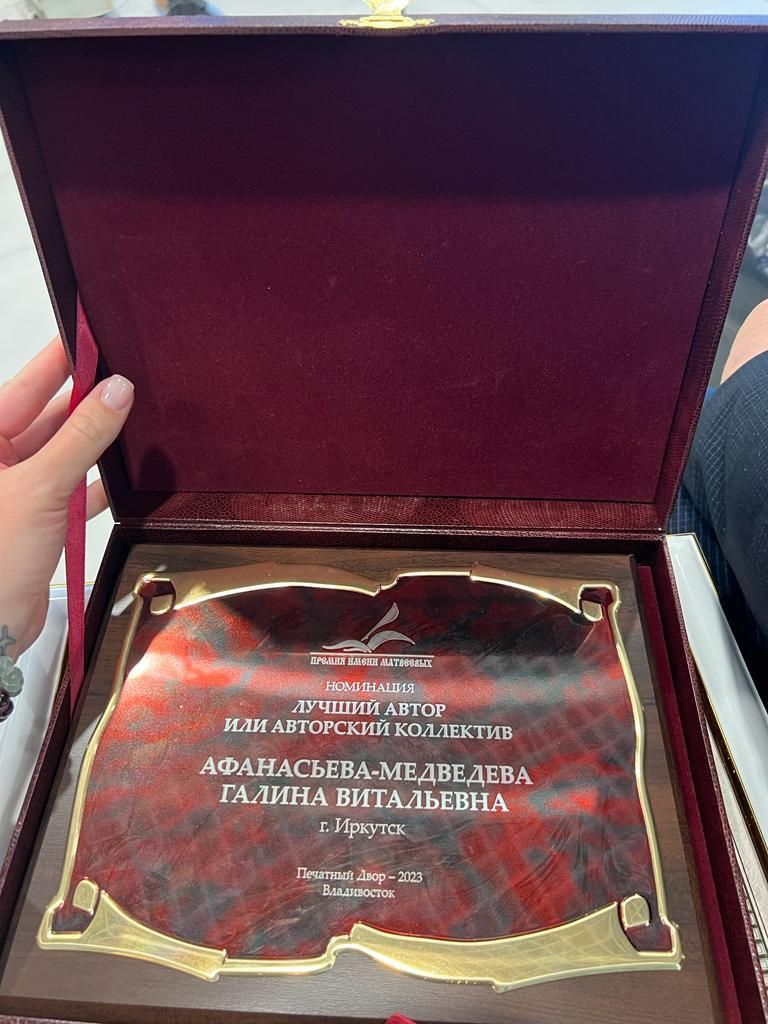 ПРЕМИЯ ИМЕНИ МАТВЕЕВЫХ
НОМИНАЦИЯ
ЛУЧШИЙ АВТОР
ИЛИ АВТОРСКИЙ КОЛЛЕКТИВ
АФАНАСЬЕВА-МЕДВЕДЕВА
ГАЛИНА ВИТАЛЬЕВНА
г. Иркутск
Печатный Двор – 2023
Владивосток